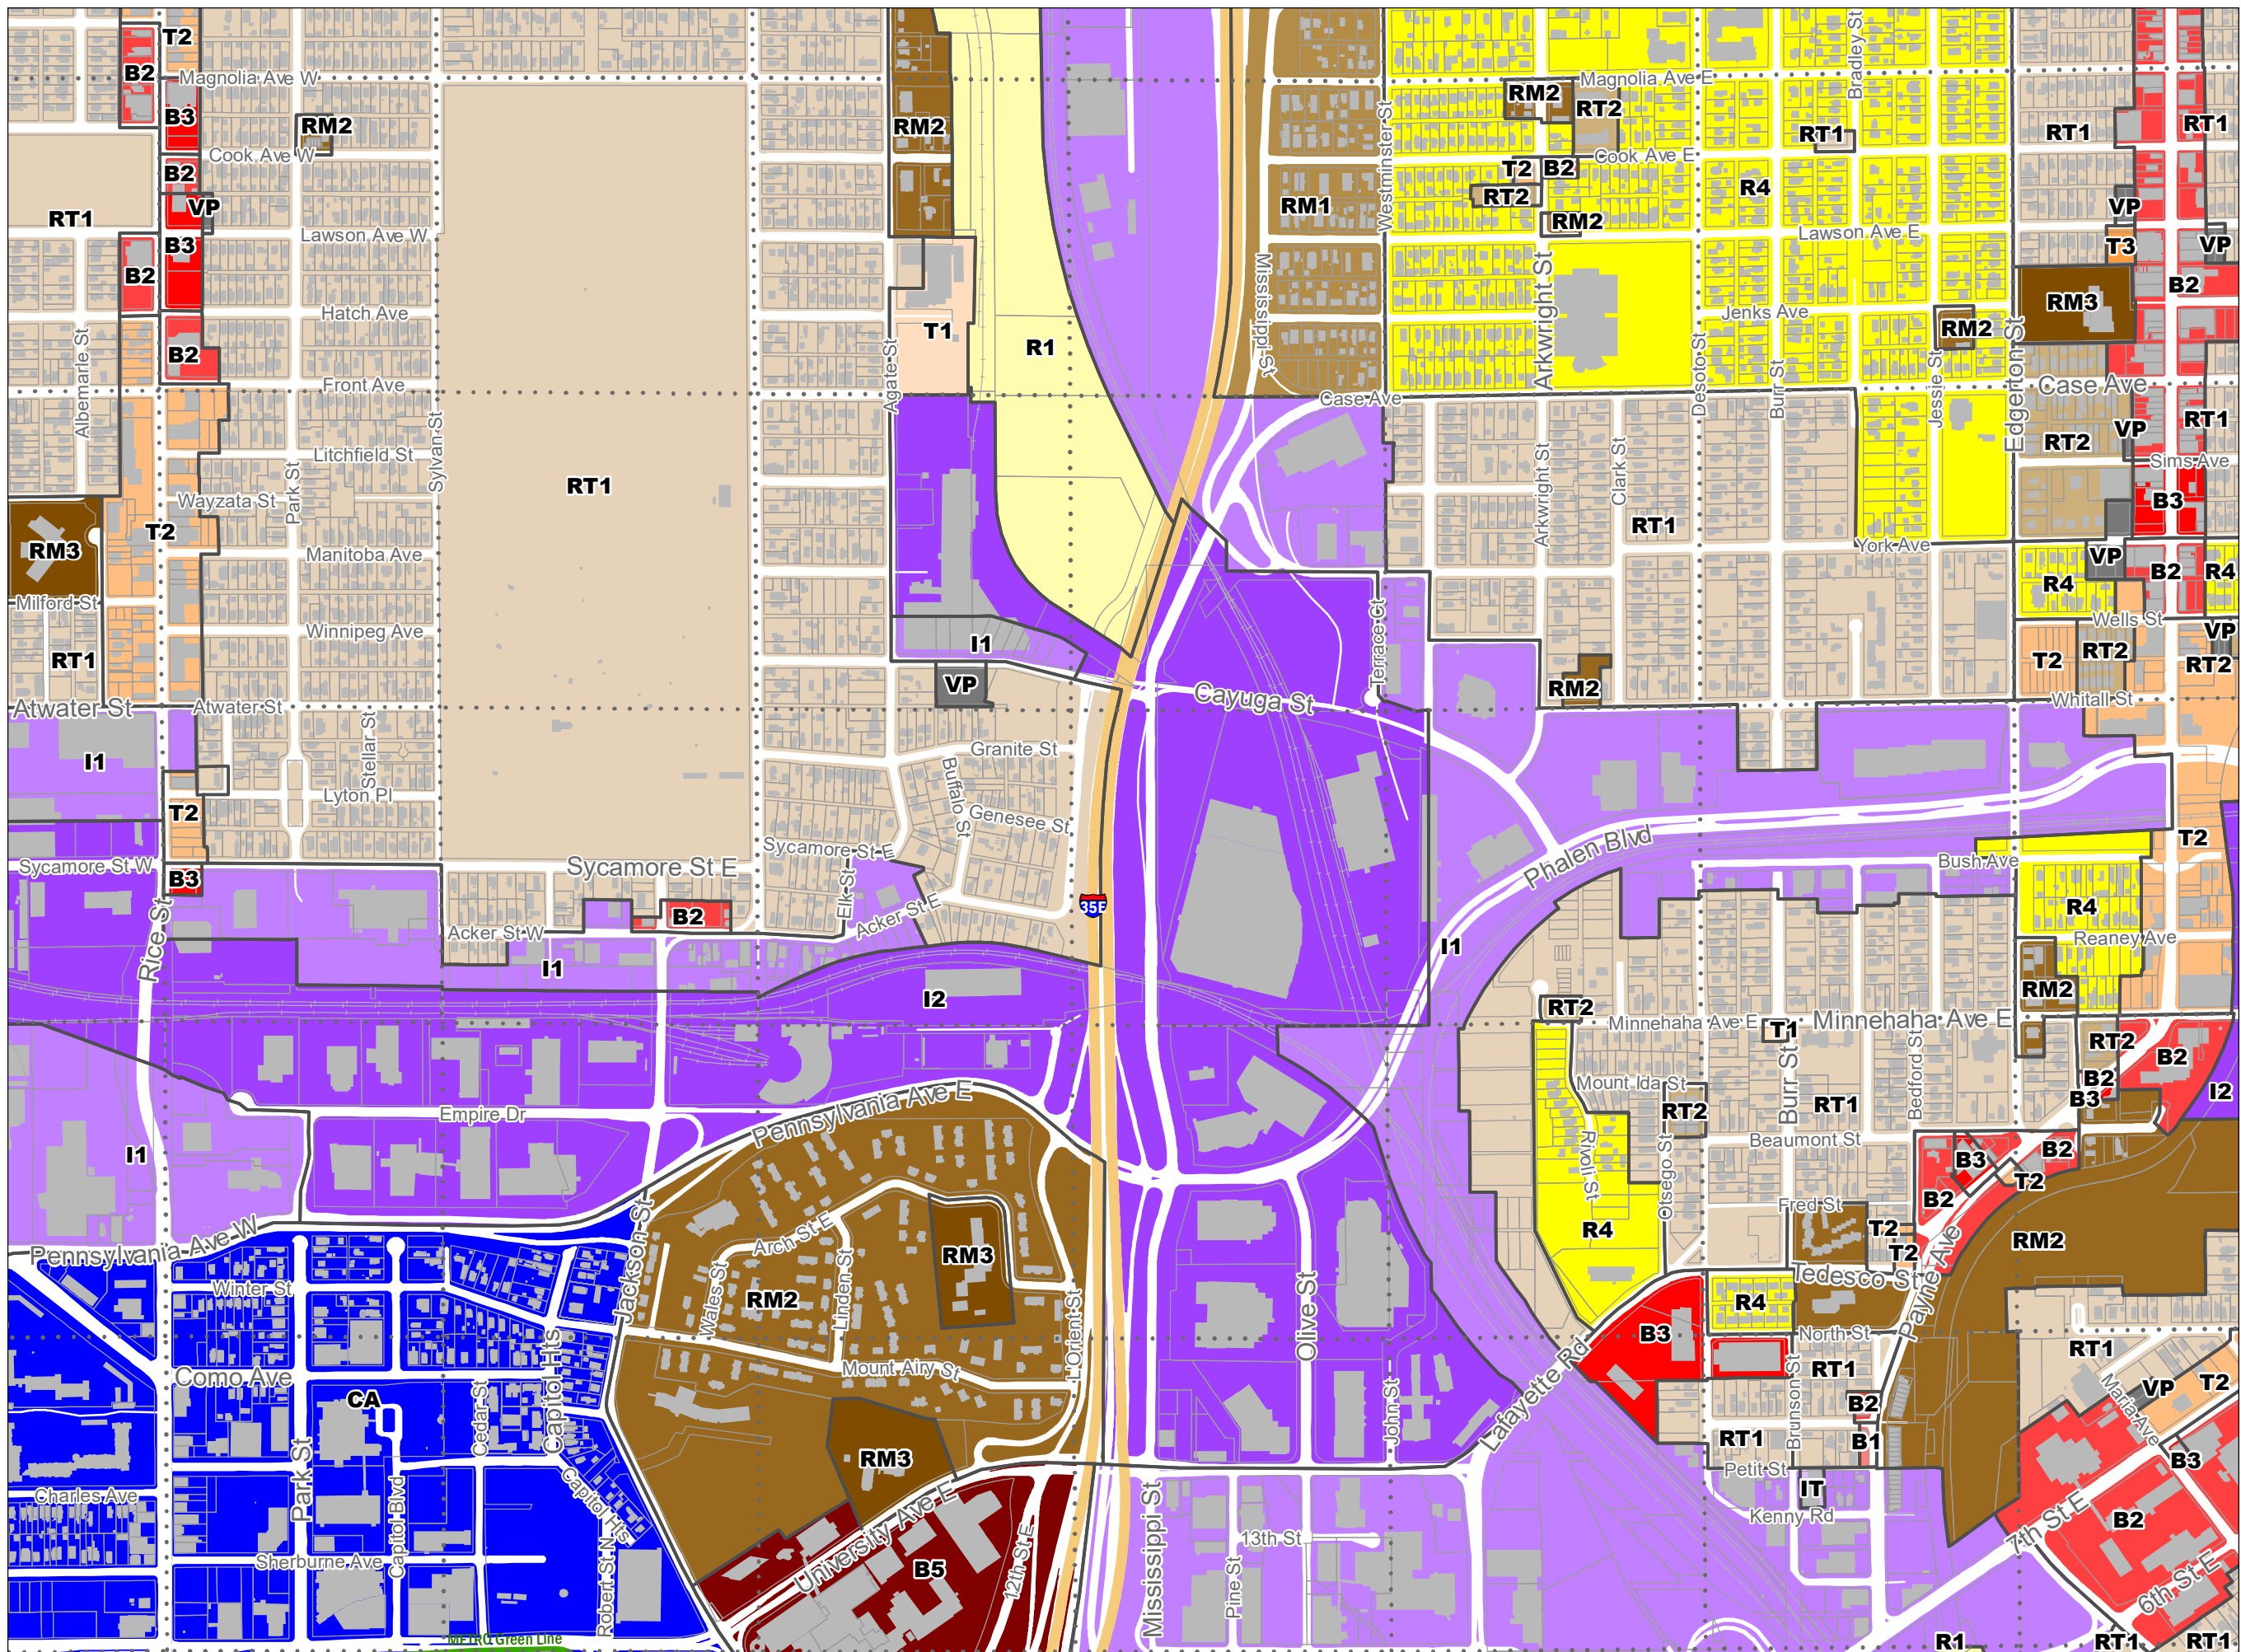 T2
B2
Magnolia Ave W
B3
RM2
Cook Ave W
B2
VP
RT1
Lawson Ave W
B3
B2
Hatch Ave
Albemarle St
B2
Front Ave
Litchfield St
Sylvan St
Park St
Wayzata St
T2
RM3
Manitoba Ave
Milford St
Winnipeg Ave
RT1
RT1
Atwater St
Atwater St
I1
Stellar St
Lyton Pl
T2
Sycamore St W
B3
Sycamore St E
Rice St
Acker St W
B2
I1
RM2
T1
R1
Agate St
I1
VP
Cayuga St
Granite St
Buffalo St
Genesee St
Sycamore St E
Elk St
Acker St E
35E
I2
I1
Empire Dr
Pennsylvania Ave E
Pennsylvania Ave W
Winter St
Como Ave
CA
Park St
Cedar St
Capitol Hts
Capitol Blvd
Capitol Hts
Charles Ave
Sherburne Ave
Robert St N
METRO Green Line
Jackson St
Arch St E
Wales St
Linden St
RM2
RM3
Mount Airy St
L'Orient St
RM3
University Ave E
B5
12th St E
Mississippi St
Olive St
John St
13th St
Pine St
Lafayette Rd
Mississippi St
RM1
Westminster St
Case Ave
Magnolia Ave E
Bradley St
RM2
RT2
RT1
Cook Ave E
T2
B2
RT2
RM2
R4
Lawson Ave E
Arkwright St
Jenks Ave
RM2
Desoto St
Burr St
Jessie St
Edgerton St
Arkwright St
Clark St
RT1
York Ave
Terrace Ct
RM2
RT1
RT1
VP
T3
VP
B2
RM3
Case Ave
RT2
VP
RT1
Sims Ave
B3
VP
B2
R4
R4
Wells St
VP
T2
RT2
RT2
Whitall St
T2
Phalen Blvd
Bush Ave
R4
Reaney Ave
I1
RM2
RT2
Minnehaha Ave E
T1
Minnehaha Ave E
RT2
B2
B2
B3
I2
Mount Ida St
RT2
Burr St
RT1
Bedford St
Beaumont St
Rivoli St
Otsego St
B3
B2
B2
T2
Fred St
T2
T2
R4
RM2
Tedesco St
Payne Ave
R4
B3
North St
RT1
RT1
Brunson St
B2
B1
RT1
Petit St
IT
Kenny Rd
VP
T2
Maria Ave
B3
B2
7th St E
6th St E
R1
RT1
RT1